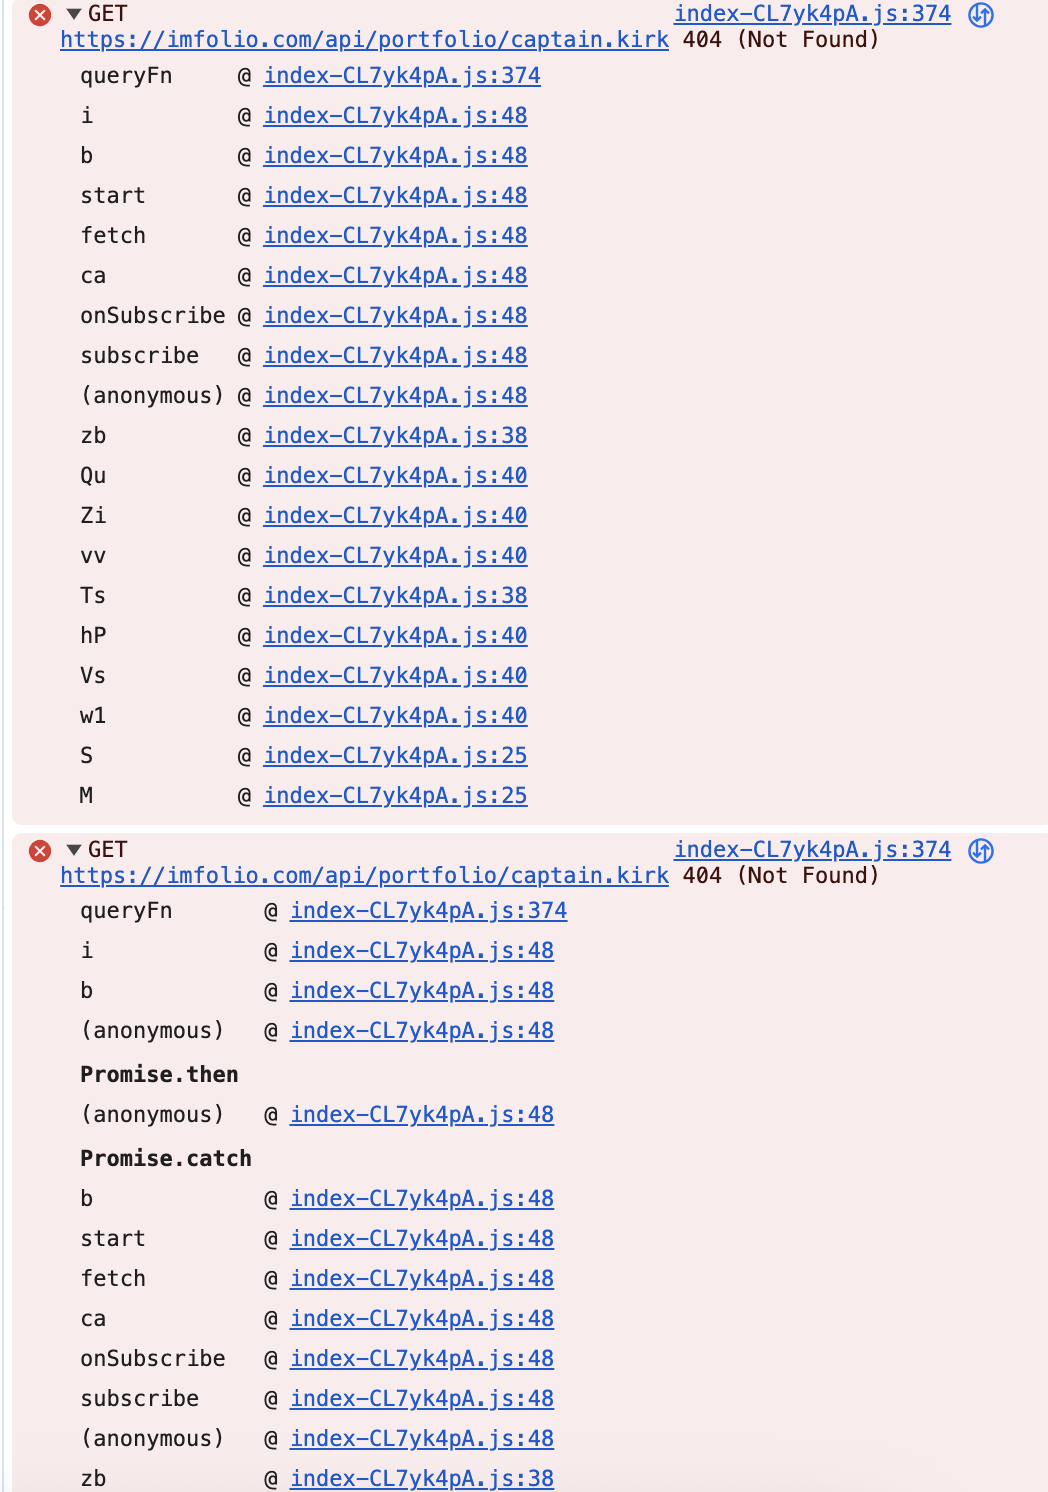 GET index-CL7yk4pA.js:374
https://imfolio.com/api/portfolio/captain.kirk 404 (Not Found)
queryFn @ index-CL7yk4pA.js:374
i @ index-CL7yk4pA.js:48
b @ index-CL7yk4pA.js:48
start @ index-CL7yk4pA.js:48
fetch @ index-CL7yk4pA.js:48
ca @ index-CL7yk4pA.js:48
onSubscribe @ index-CL7yk4pA.js:48
subscribe @ index-CL7yk4pA.js:48
(anonymous) @ index-CL7yk4pA.js:48
zb @ index-CL7yk4pA.js:38
Qu @ index-CL7yk4pA.js:40
Zi @ index-CL7yk4pA.js:40
vv @ index-CL7yk4pA.js:40
Ts @ index-CL7yk4pA.js:38
hP @ index-CL7yk4pA.js:40
Vs @ index-CL7yk4pA.js:40
w1 @ index-CL7yk4pA.js:40
S @ index-CL7yk4pA.js:25
M @ index-CL7yk4pA.js:25
GET index-CL7yk4pA.js:374
https://imfolio.com/api/portfolio/captain.kirk 404 (Not Found)
queryFn @ index-CL7yk4pA.js:374
i @ index-CL7yk4pA.js:48
b @ index-CL7yk4pA.js:48
(anonymous) @ index-CL7yk4pA.js:48
Promise.then
(anonymous) @ index-CL7yk4pA.js:48
Promise.catch
b @ index-CL7yk4pA.js:48
start @ index-CL7yk4pA.js:48
fetch @ index-CL7yk4pA.js:48
ca @ index-CL7yk4pA.js:48
onSubscribe @ index-CL7yk4pA.js:48
subscribe @ index-CL7yk4pA.js:48
(anonymous) @ index-CL7yk4pA.js:48
zb @ index-CL7yk4pA.js:38